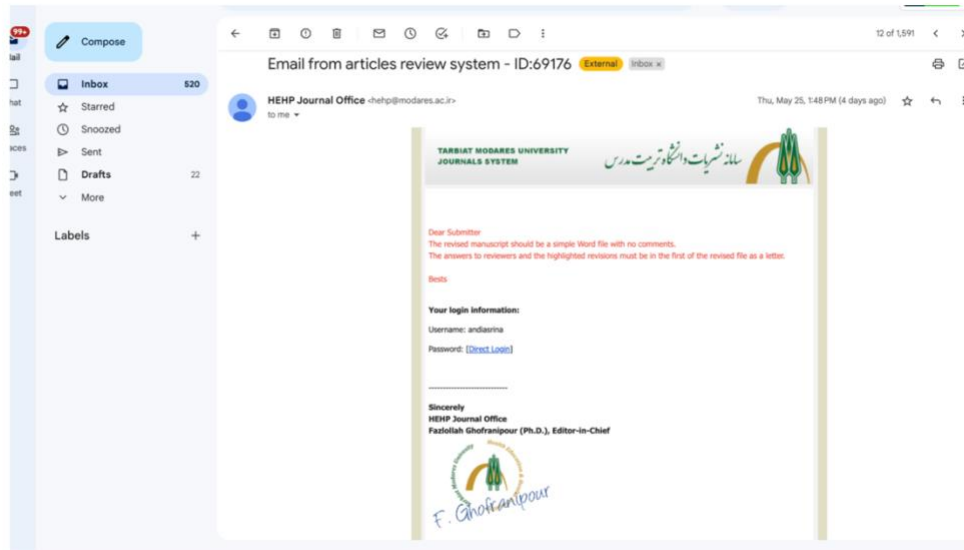 99+
Compose
12 of 1,591
Email from articles review system - ID:69176 External Inbox x
Inbox 520
HEHP Journal Office <hehp@modares.ac.ir>
Thu, May 25, 1:48 PM (4 days ago)
to me
Starred
Snoozed
Sent
Drafts 22
More
Labels +
TARBIAT MODARES UNIVERSITY
JOURNALS SYSTEM
سامانه نشریات دانشگاه تربیت مدرس
Dear Submitter
The revised manuscript should be a simple Word file with no comments.
The answers to reviewers and the highlighted revisions must be in the first of the revised file as a letter.
Bests
Your login information:
Username: andiasrina
Password: [Direct Login]
Sincerely
HEHP Journal Office
Fazlollah Ghofranipour (Ph.D.), Editor-in-Chief
F. Ghofranipour